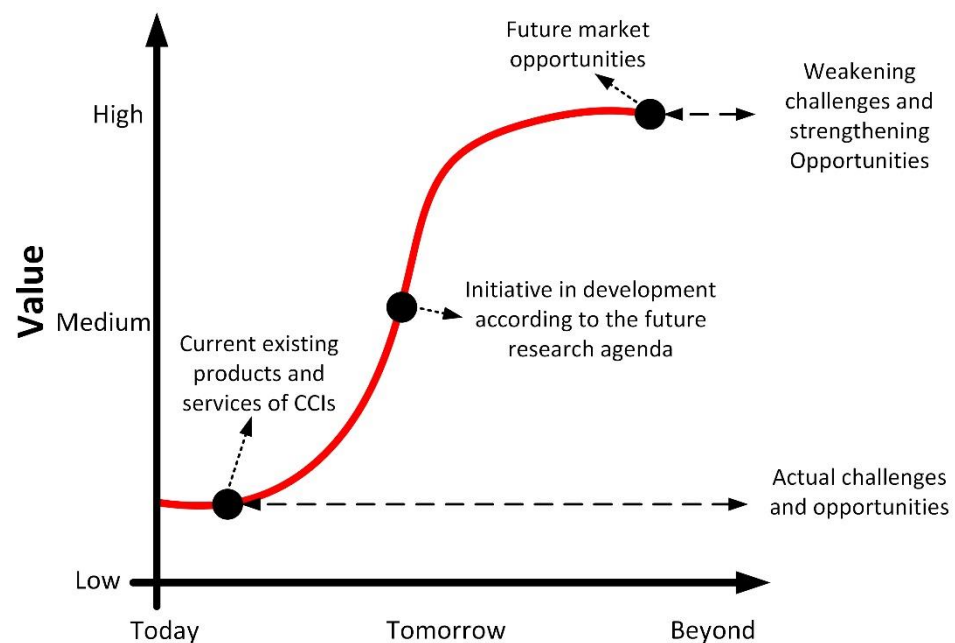 Future market
opportunities
Weakening
challenges and
strengthening
Opportunities
High
Value
Initiative in development
according to the future
research agenda
Medium
Current existing
products and
services of CCIs
Actual challenges
and opportunities
Low
Today
Tomorrow
Beyond